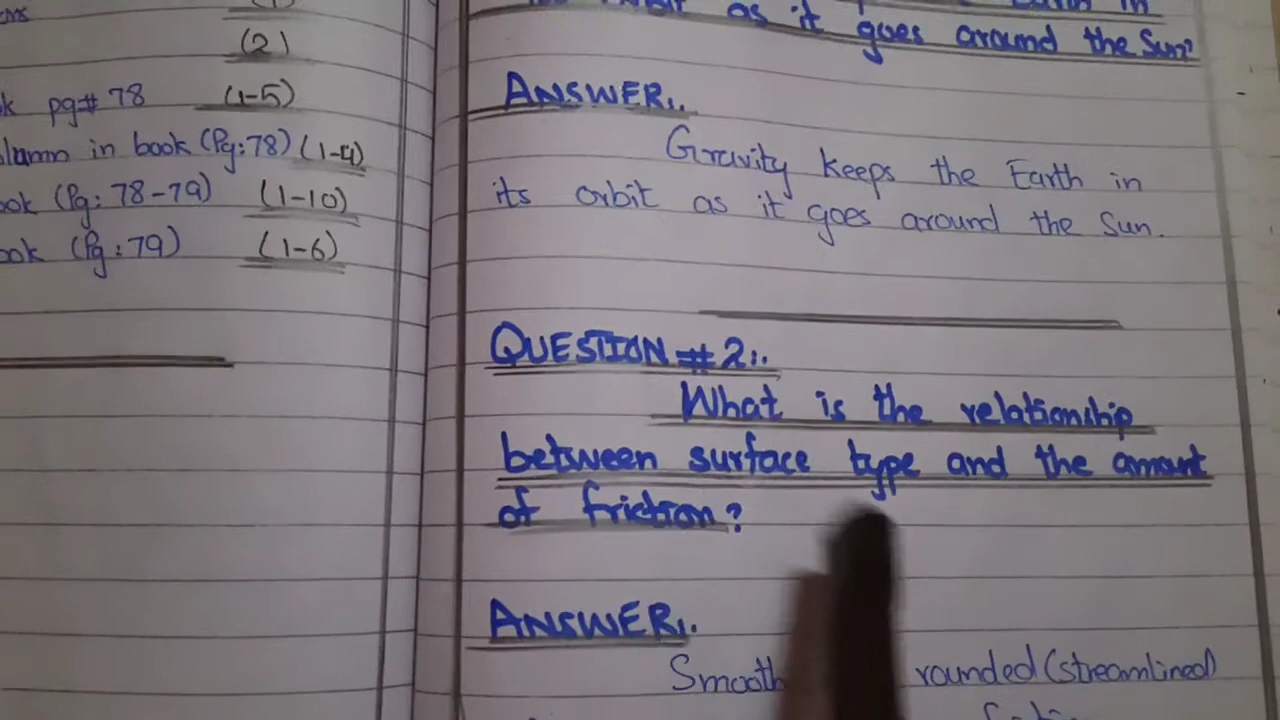 (2)
pg# 78 (1-5)
in book (Pg:78) (1-4)
(Pg: 78-79) (1-10)
(Pg:79) (1-6)
as it goes around the Sun?
ANSWER:.
Gravity keeps the Earth in
its orbit as it goes around the Sun.
QUESTION # 2:.
What is the relationship
between surface type and the amount
of friction?
ANSWER:.
Smooth rounded (streamlined)